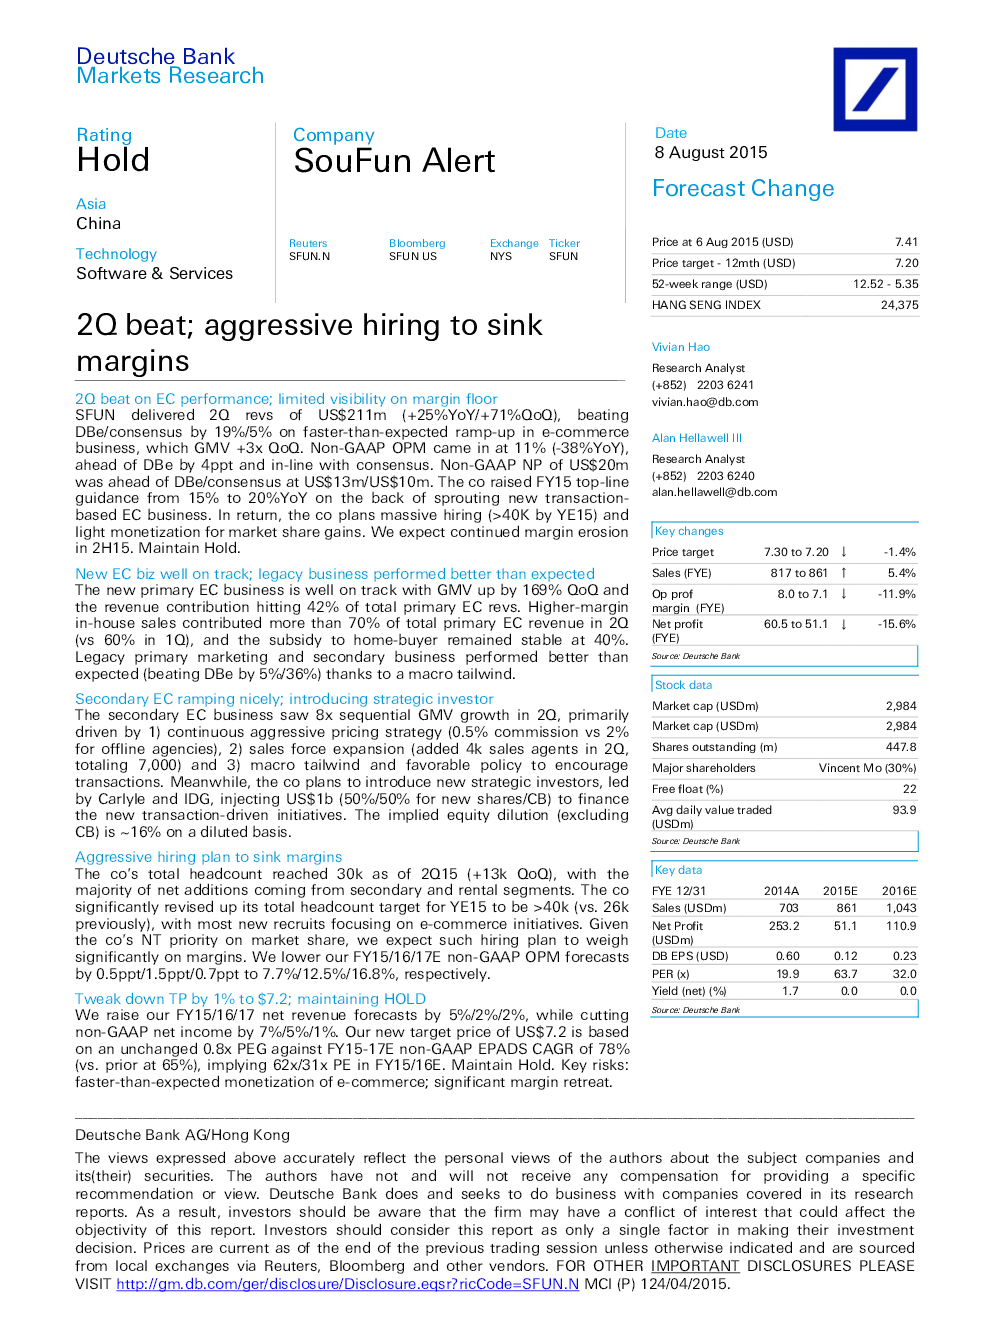 Deutsche Bank
Markets Research
Rating
Hold
Asia
China
Technology
Software & Services
Company
SouFun Alert
Reuters Bloomberg Exchange Ticker
SFUN.N SFUN US NYS SFUN
Date
8 August 2015
Forecast Change
Price at 6 Aug 2015 (USD) 7.41
Price target - 12mth (USD) 7.20
52-week range (USD) 12.52 - 5.35
HANG SENG INDEX 24,375
2Q beat; aggressive hiring to sink
margins
2Q beat on EC performance; limited visibility on margin floor
SFUN delivered 2Q revs of US$211m (+25%YoY/+71%QoQ), beating
DBe/consensus by 19%/5% on faster-than-expected ramp-up in e-commerce
business, which GMV +3x QoQ. Non-GAAP OPM came in at 11% (-38%YoY),
ahead of DBe by 4ppt and in-line with consensus. Non-GAAP NP of US$20m
was ahead of DBe/consensus at US$13m/US$10m. The co raised FY15 top-line
guidance from 15% to 20%YoY on the back of sprouting new transaction-
based EC business. In return, the co plans massive hiring (>40K by YE15) and
light monetization for market share gains. We expect continued margin erosion
in 2H15. Maintain Hold.
New EC biz well on track; legacy business performed better than expected
The new primary EC business is well on track with GMV up by 169% QoQ and
the revenue contribution hitting 42% of total primary EC revs. Higher-margin
in-house sales contributed more than 70% of total primary EC revenue in 2Q
(vs 60% in 1Q), and the subsidy to home-buyer remained stable at 40%.
Legacy primary marketing and secondary business performed better than
expected (beating DBe by 5%/36%) thanks to a macro tailwind.
Secondary EC ramping nicely; introducing strategic investor
The secondary EC business saw 8x sequential GMV growth in 2Q, primarily
driven by 1) continuous aggressive pricing strategy (0.5% commission vs 2%
for offline agencies), 2) sales force expansion (added 4k sales agents in 2Q,
totaling 7,000) and 3) macro tailwind and favorable policy to encourage
transactions. Meanwhile, the co plans to introduce new strategic investors, led
by Carlyle and IDG, injecting US$1b (50%/50% for new shares/CB) to finance
the new transaction-driven initiatives. The implied equity dilution (excluding
CB) is ~16% on a diluted basis.
Aggressive hiring plan to sink margins
The co's total headcount reached 30k as of 2Q15 (+13k QoQ), with the
majority of net additions coming from secondary and rental segments. The co
significantly revised up its total headcount target for YE15 to be >40k (vs. 26k
previously), with most new recruits focusing on e-commerce initiatives. Given
the co's NT priority on market share, we expect such hiring plan to weigh
significantly on margins. We lower our FY15/16/17E non-GAAP OPM forecasts
by 0.5ppt/1.5ppt/0.7ppt to 7.7%/12.5%/16.8%, respectively.
Tweak down TP by 1% to $7.2; maintaining HOLD
We raise our FY15/16/17 net revenue forecasts by 5%/2%/2%, while cutting
non-GAAP net income by 7%/5%/1%. Our new target price of US$7.2 is based
on an unchanged 0.8x PEG against FY15-17E non-GAAP EPADS CAGR of 78%
(vs. prior at 65%), implying 62x/31x PE in FY15/16E. Maintain Hold. Key risks:
faster-than-expected monetization of e-commerce; significant margin retreat.
Vivian Hao
Research Analyst
(+852) 2203 6241
vivian.hao@db.com
Alan Hellawell III
Research Analyst
(+852) 2203 6240
alan.hellawell@db.com
Key changes
Price target 7.30 to 7.20 ↓ -1.4%
Sales (FYE) 817 to 861 ↑ 5.4%
Op prof 8.0 to 7.1 ↓ -11.9%
margin (FYE)
Net profit 60.5 to 51.1 ↓ -15.6%
(FYE)
Source: Deutsche Bank
Stock data
Market cap (USDm) 2,984
Market cap (USDm) 2,984
Shares outstanding (m) 447.8
Major shareholders Vincent Mo (30%)
Free float (%) 22
Avg daily value traded 93.9
(USDm)
Source: Deutsche Bank
Key data
FYE 12/31 2014A 2015E 2016E
Sales (USDm) 703 861 1,043
Net Profit 253.2 51.1 110.9
(USDm)
DB EPS (USD) 0.60 0.12 0.23
PER (x) 19.9 63.7 32.0
Yield (net) (%) 1.7 0.0 0.0
Source: Deutsche Bank
Deutsche Bank AG/Hong Kong
The views expressed above accurately reflect the personal views of the authors about the subject companies and
its(their) securities. The authors have not and will not receive any compensation for providing a specific
recommendation or view. Deutsche Bank does and seeks to do business with companies covered in its research
reports. As a result, investors should be aware that the firm may have a conflict of interest that could affect the
objectivity of this report. Investors should consider this report as only a single factor in making their investment
decision. Prices are current as of the end of the previous trading session unless otherwise indicated and are sourced
from local exchanges via Reuters, Bloomberg and other vendors. FOR OTHER IMPORTANT DISCLOSURES PLEASE
VISIT http://gm.db.com/ger/disclosure/Disclosure.eqsr?ricCode=SFUN.N MCI (P) 124/04/2015.